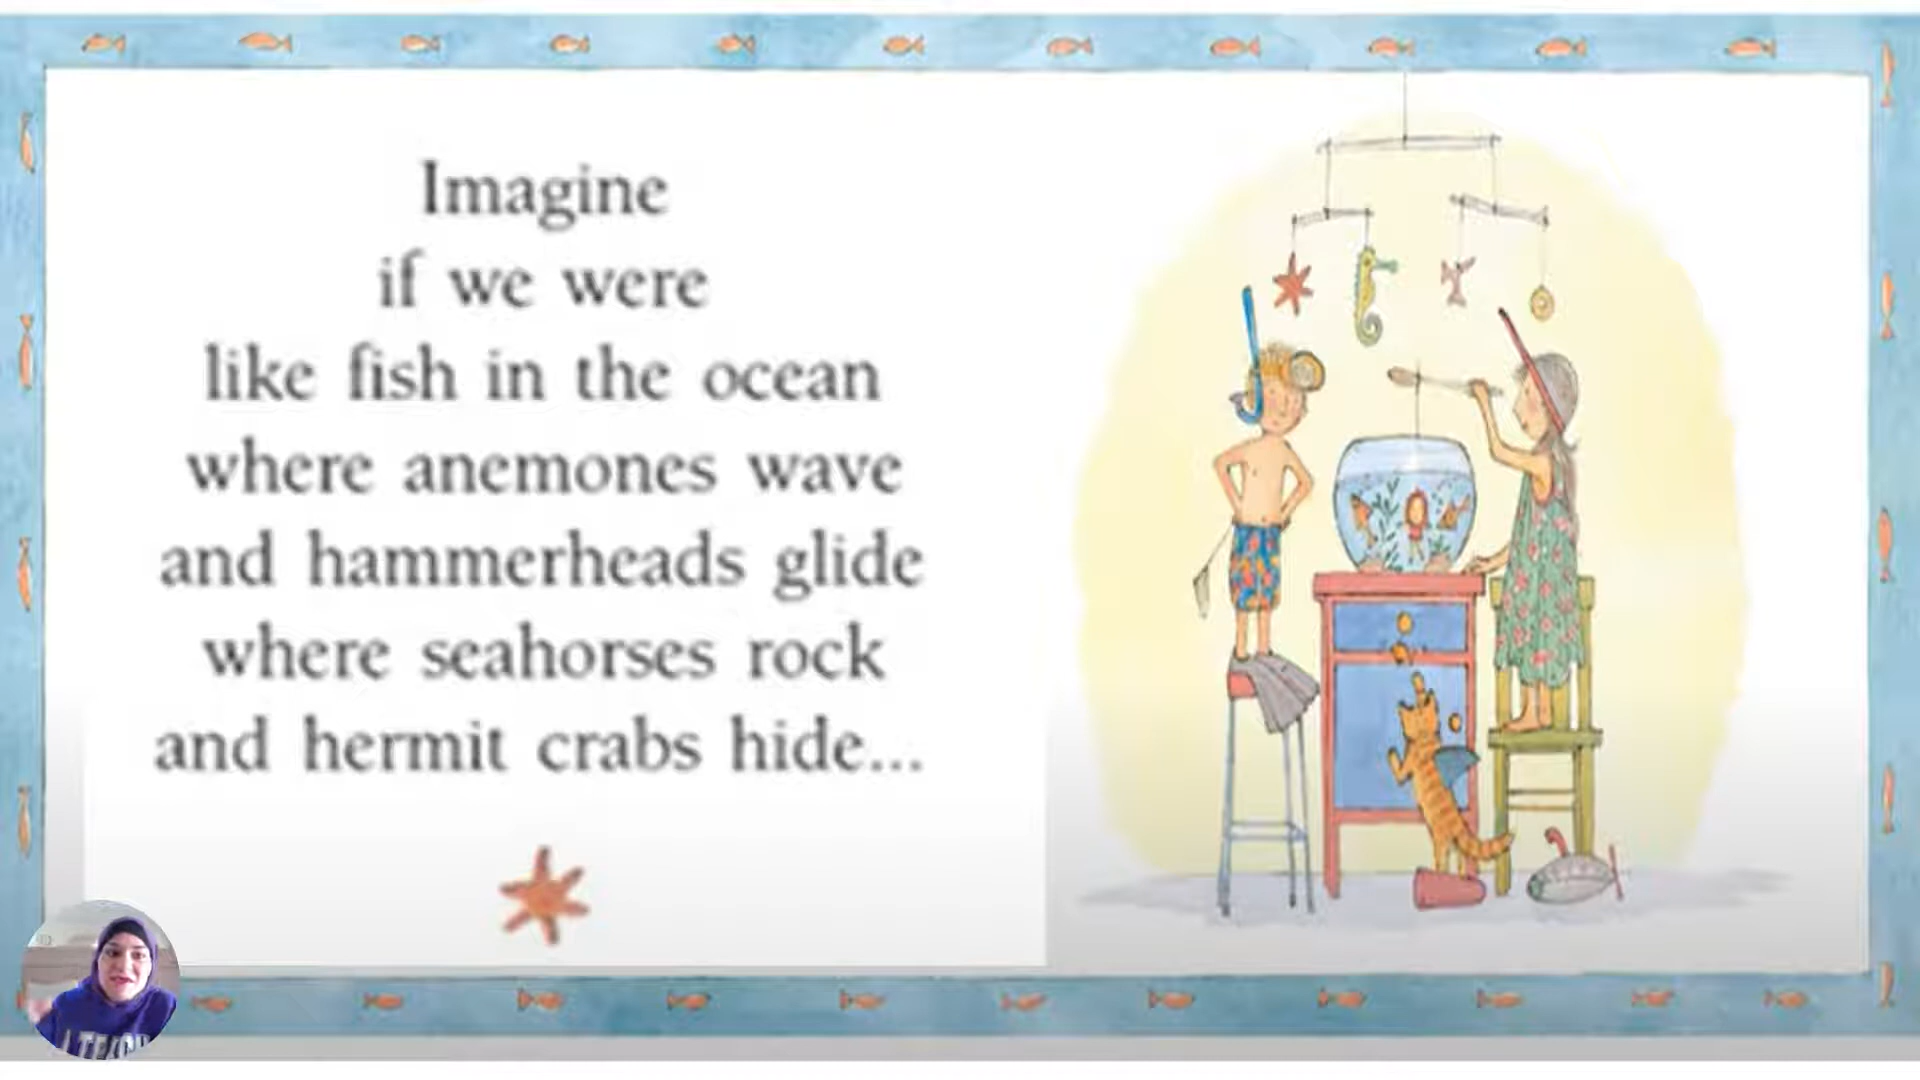 Imagine
if we were
like fish in the ocean
where anemones wave
and hammerheads glide
where seahorses rock
and hermit crabs hide...